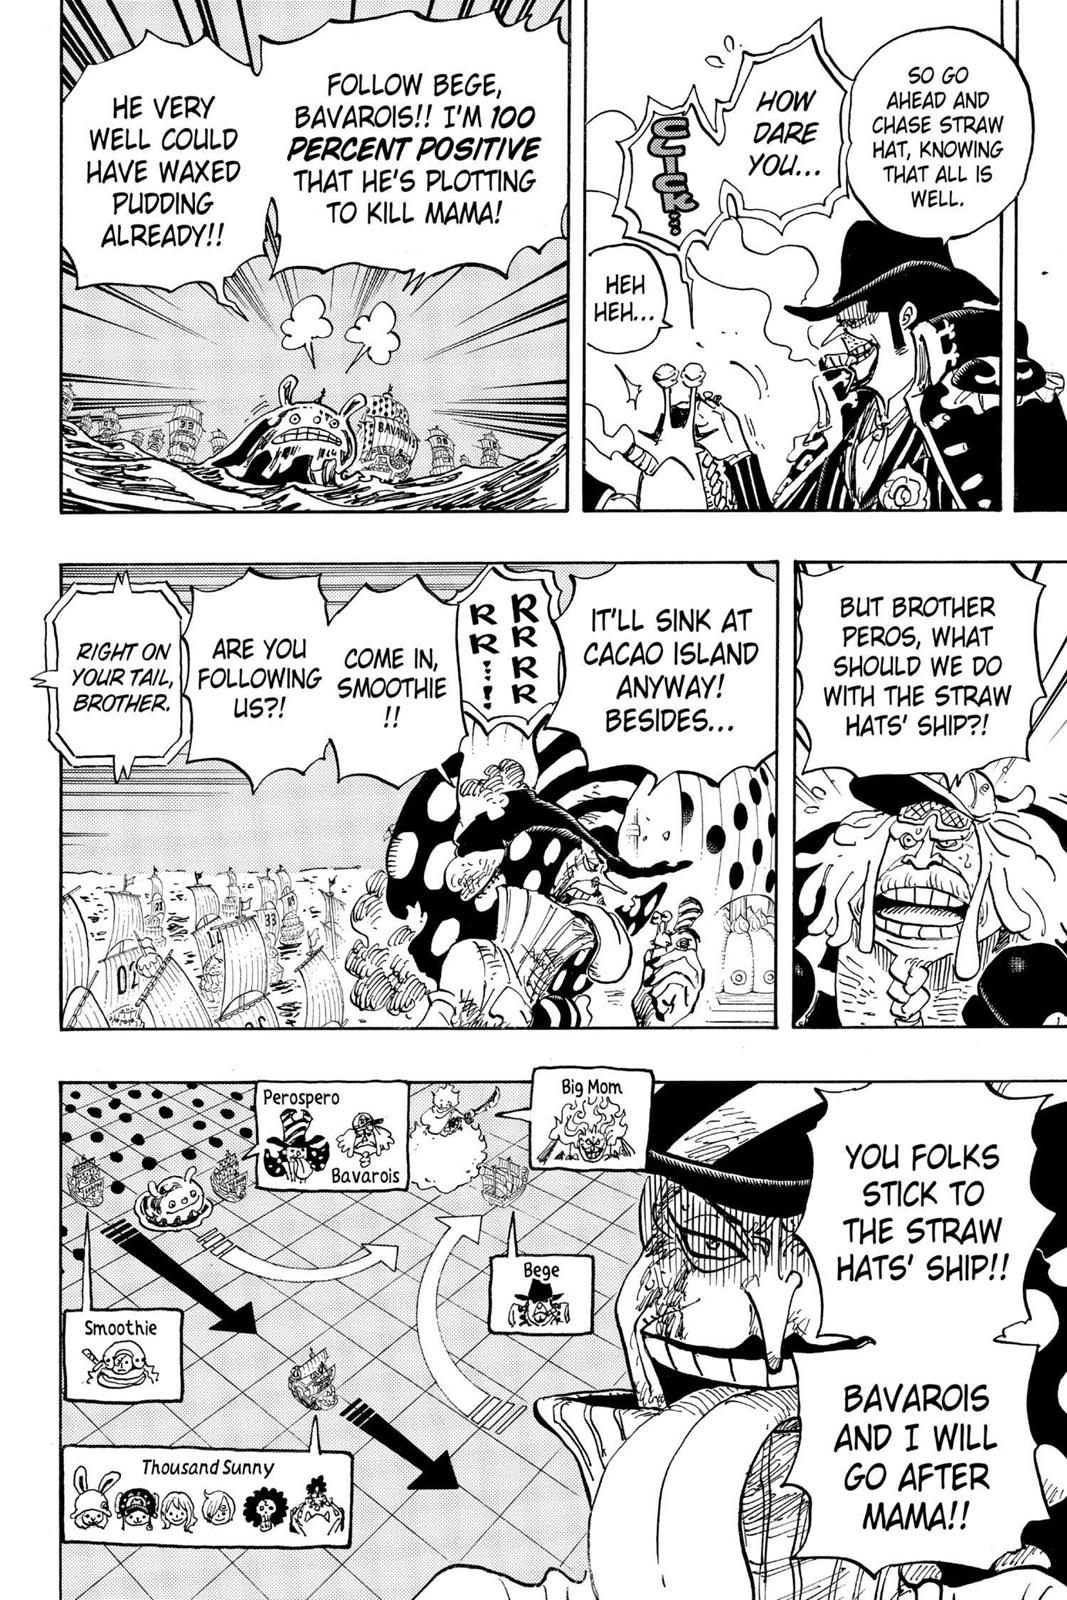 SO GO
AHEAD AND
CHASE STRAW
HAT, KNOWING
THAT ALL IS
WELL.
HOW
DARE
YOU...
CLICK...
HEH
HEH...
FOLLOW BEGE,
BAVAROIS!! I'M 100
PERCENT POSITIVE
THAT HE'S PLOTTING
TO KILL MAMA!
HE VERY
WELL COULD
HAVE WAXED
PUDDING
ALREADY!!
BAVAROIS
BUT BROTHER
PEROS, WHAT
SHOULD WE DO
WITH THE STRAW
HATS' SHIP?!
IT'LL SINK AT
CACAO ISLAND
ANYWAY!
BESIDES...
RRRR
RR...!!
COME IN,
SMOOTHIE
!!
ARE YOU
FOLLOWING
US?!
RIGHT ON
YOUR TAIL,
BROTHER.
33
02
YOU FOLKS
STICK TO
THE STRAW
HATS' SHIP!!
BAVAROIS
AND I WILL
GO AFTER
MAMA!!
Big Mom
Perospero
Bavarois
Bege
Smoothie
Thousand Sunny